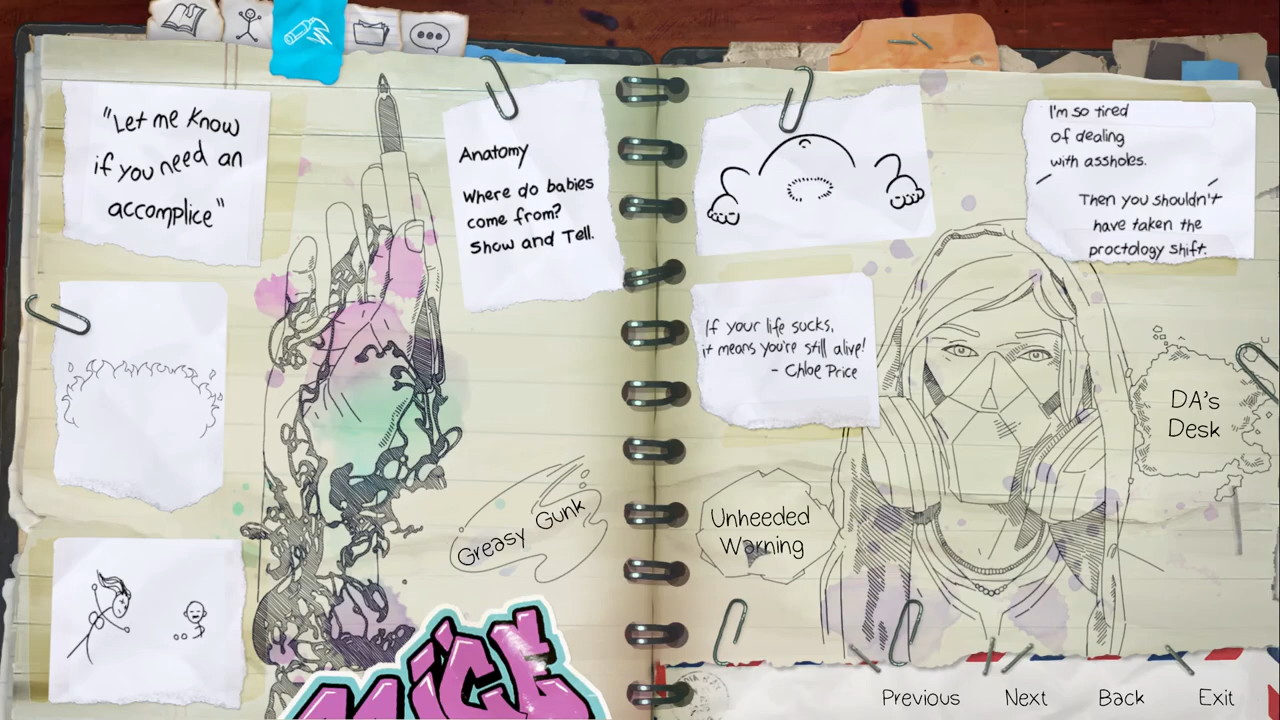 "Let me know
if you need an
accomplice"
Anatomy
Where do babies
come from?
Show and Tell.
Greasy Gunk
NICE
I'm so tired
of dealing
with assholes.
Then you shouldn't
have taken the
proctology shift.
If your life sucks,
it means you're still alive!
- Chloe Price
DA's
Desk
Unheeded
Warning
Previous
Next
Back
Exit